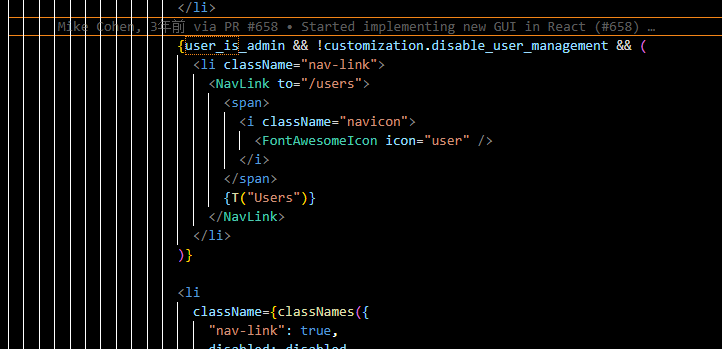 </li>
Mike Cohen, 3年前 via PR #658 • Started implementing new GUI in React (#658) …
{user_is_admin && !customization.disable_user_management && (
<li className="nav-link">
<NavLink to="/users">
<span>
<i className="navicon">
<FontAwesomeIcon icon="user" />
</i>
</span>
{T("Users")}
</NavLink>
</li>
)}
<li
className={classNames({
"nav-link": true,
disabled: disabled